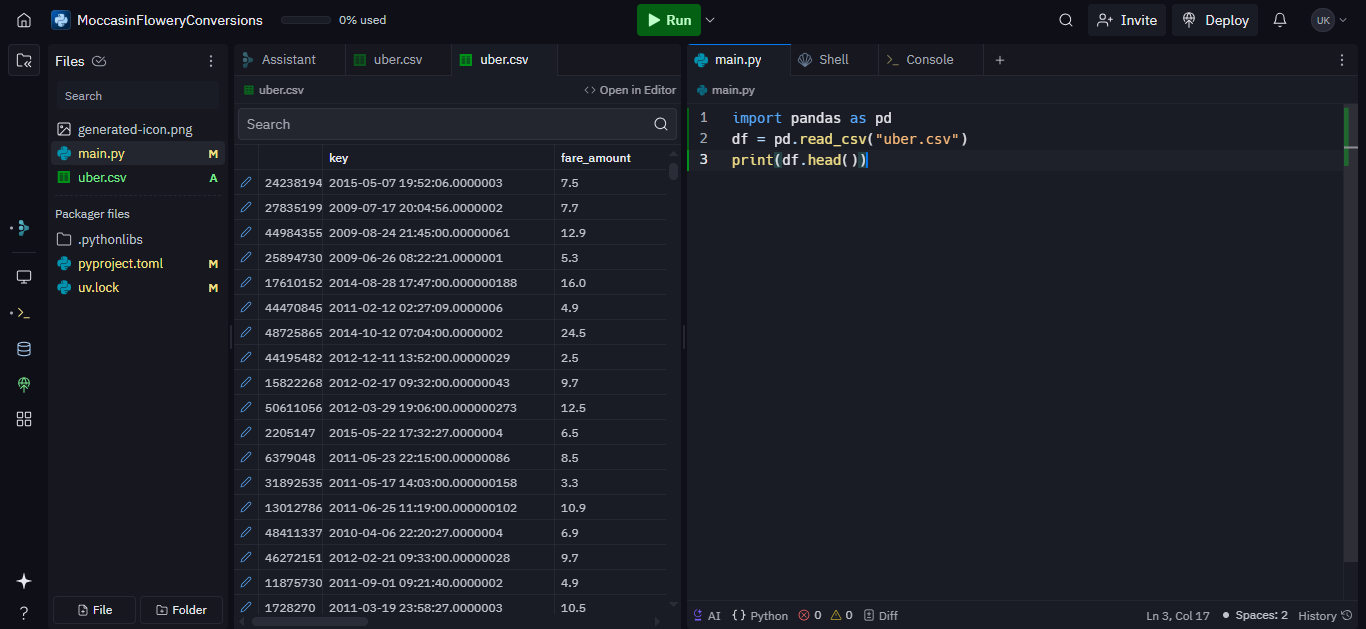 MoccasinFloweryConversions
0% used
Run
Invite
Deploy
UK
Files
Search
generated-icon.png
main.py M
uber.csv A
Packager files
.pythonlibs
pyproject.toml M
uv.lock M
File
Folder
Assistant
uber.csv
uber.csv
uber.csv
<> Open in Editor
Search
key fare_amount
24238194 2015-05-07 19:52:06.0000003 7.5
27835199 2009-07-17 20:04:56.0000002 7.7
44984355 2009-08-24 21:45:00.00000061 12.9
25894730 2009-06-26 08:22:21.0000001 5.3
17610152 2014-08-28 17:47:00.000000188 16.0
44470845 2011-02-12 02:27:09.0000006 4.9
48725865 2014-10-12 07:04:00.0000002 24.5
44195482 2012-12-11 13:52:00.00000029 2.5
15822268 2012-02-17 09:32:00.00000043 9.7
50611056 2012-03-29 19:06:00.000000273 12.5
2205147 2015-05-22 17:32:27.0000004 6.5
6379048 2011-05-23 22:15:00.00000086 8.5
31892535 2011-05-17 14:03:00.000000158 3.3
13012786 2011-06-25 11:19:00.000000102 10.9
48411337 2010-04-06 22:20:27.0000004 6.9
46272151 2012-02-21 09:33:00.00000028 9.7
11875730 2011-09-01 09:21:40.0000002 4.9
1728270 2011-03-19 23:58:27.0000003 10.5
main.py
Shell
>_ Console
+
main.py
1 import pandas as pd
2 df = pd.read_csv("uber.csv")
3 print(df.head())
AI
{} Python
0
0
Diff
Ln 3, Col 17
Spaces: 2
History
?